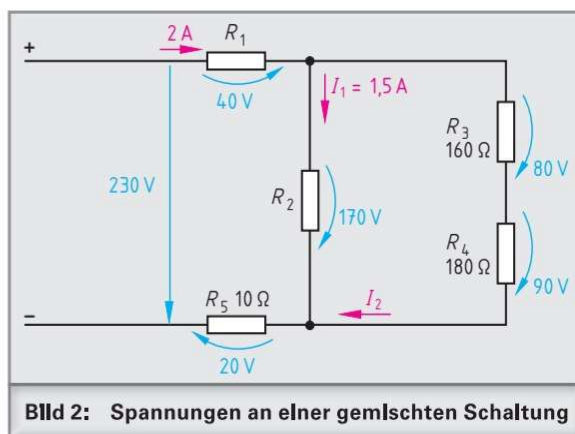 2 A
R1
+
40 V
I1 = 1,5 A
R3
160 Ω
80 V
230 V
R2
170 V
R4
180 Ω
90 V
R5 10 Ω
I2
–
20 V
Bild 2: Spannungen an einer gemischten Schaltung